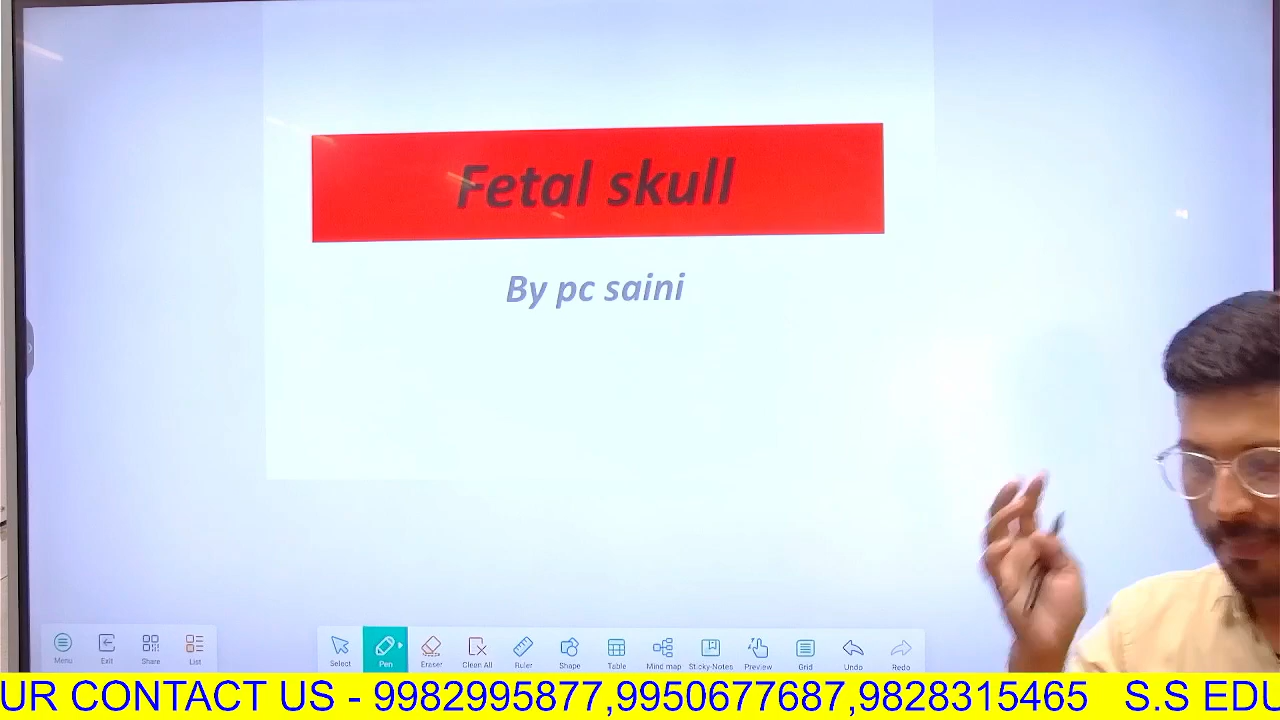 Fetal skull
By pc saini
Menu
Exit
Share
List
Select
Pen
Eraser
Clean All
Ruler
Shape
Table
Mind map
Sticky-Notes
Preview
Grid
Undo
Redo
UR CONTACT US - 9982995877,9950677687,9828315465 S.S EDU